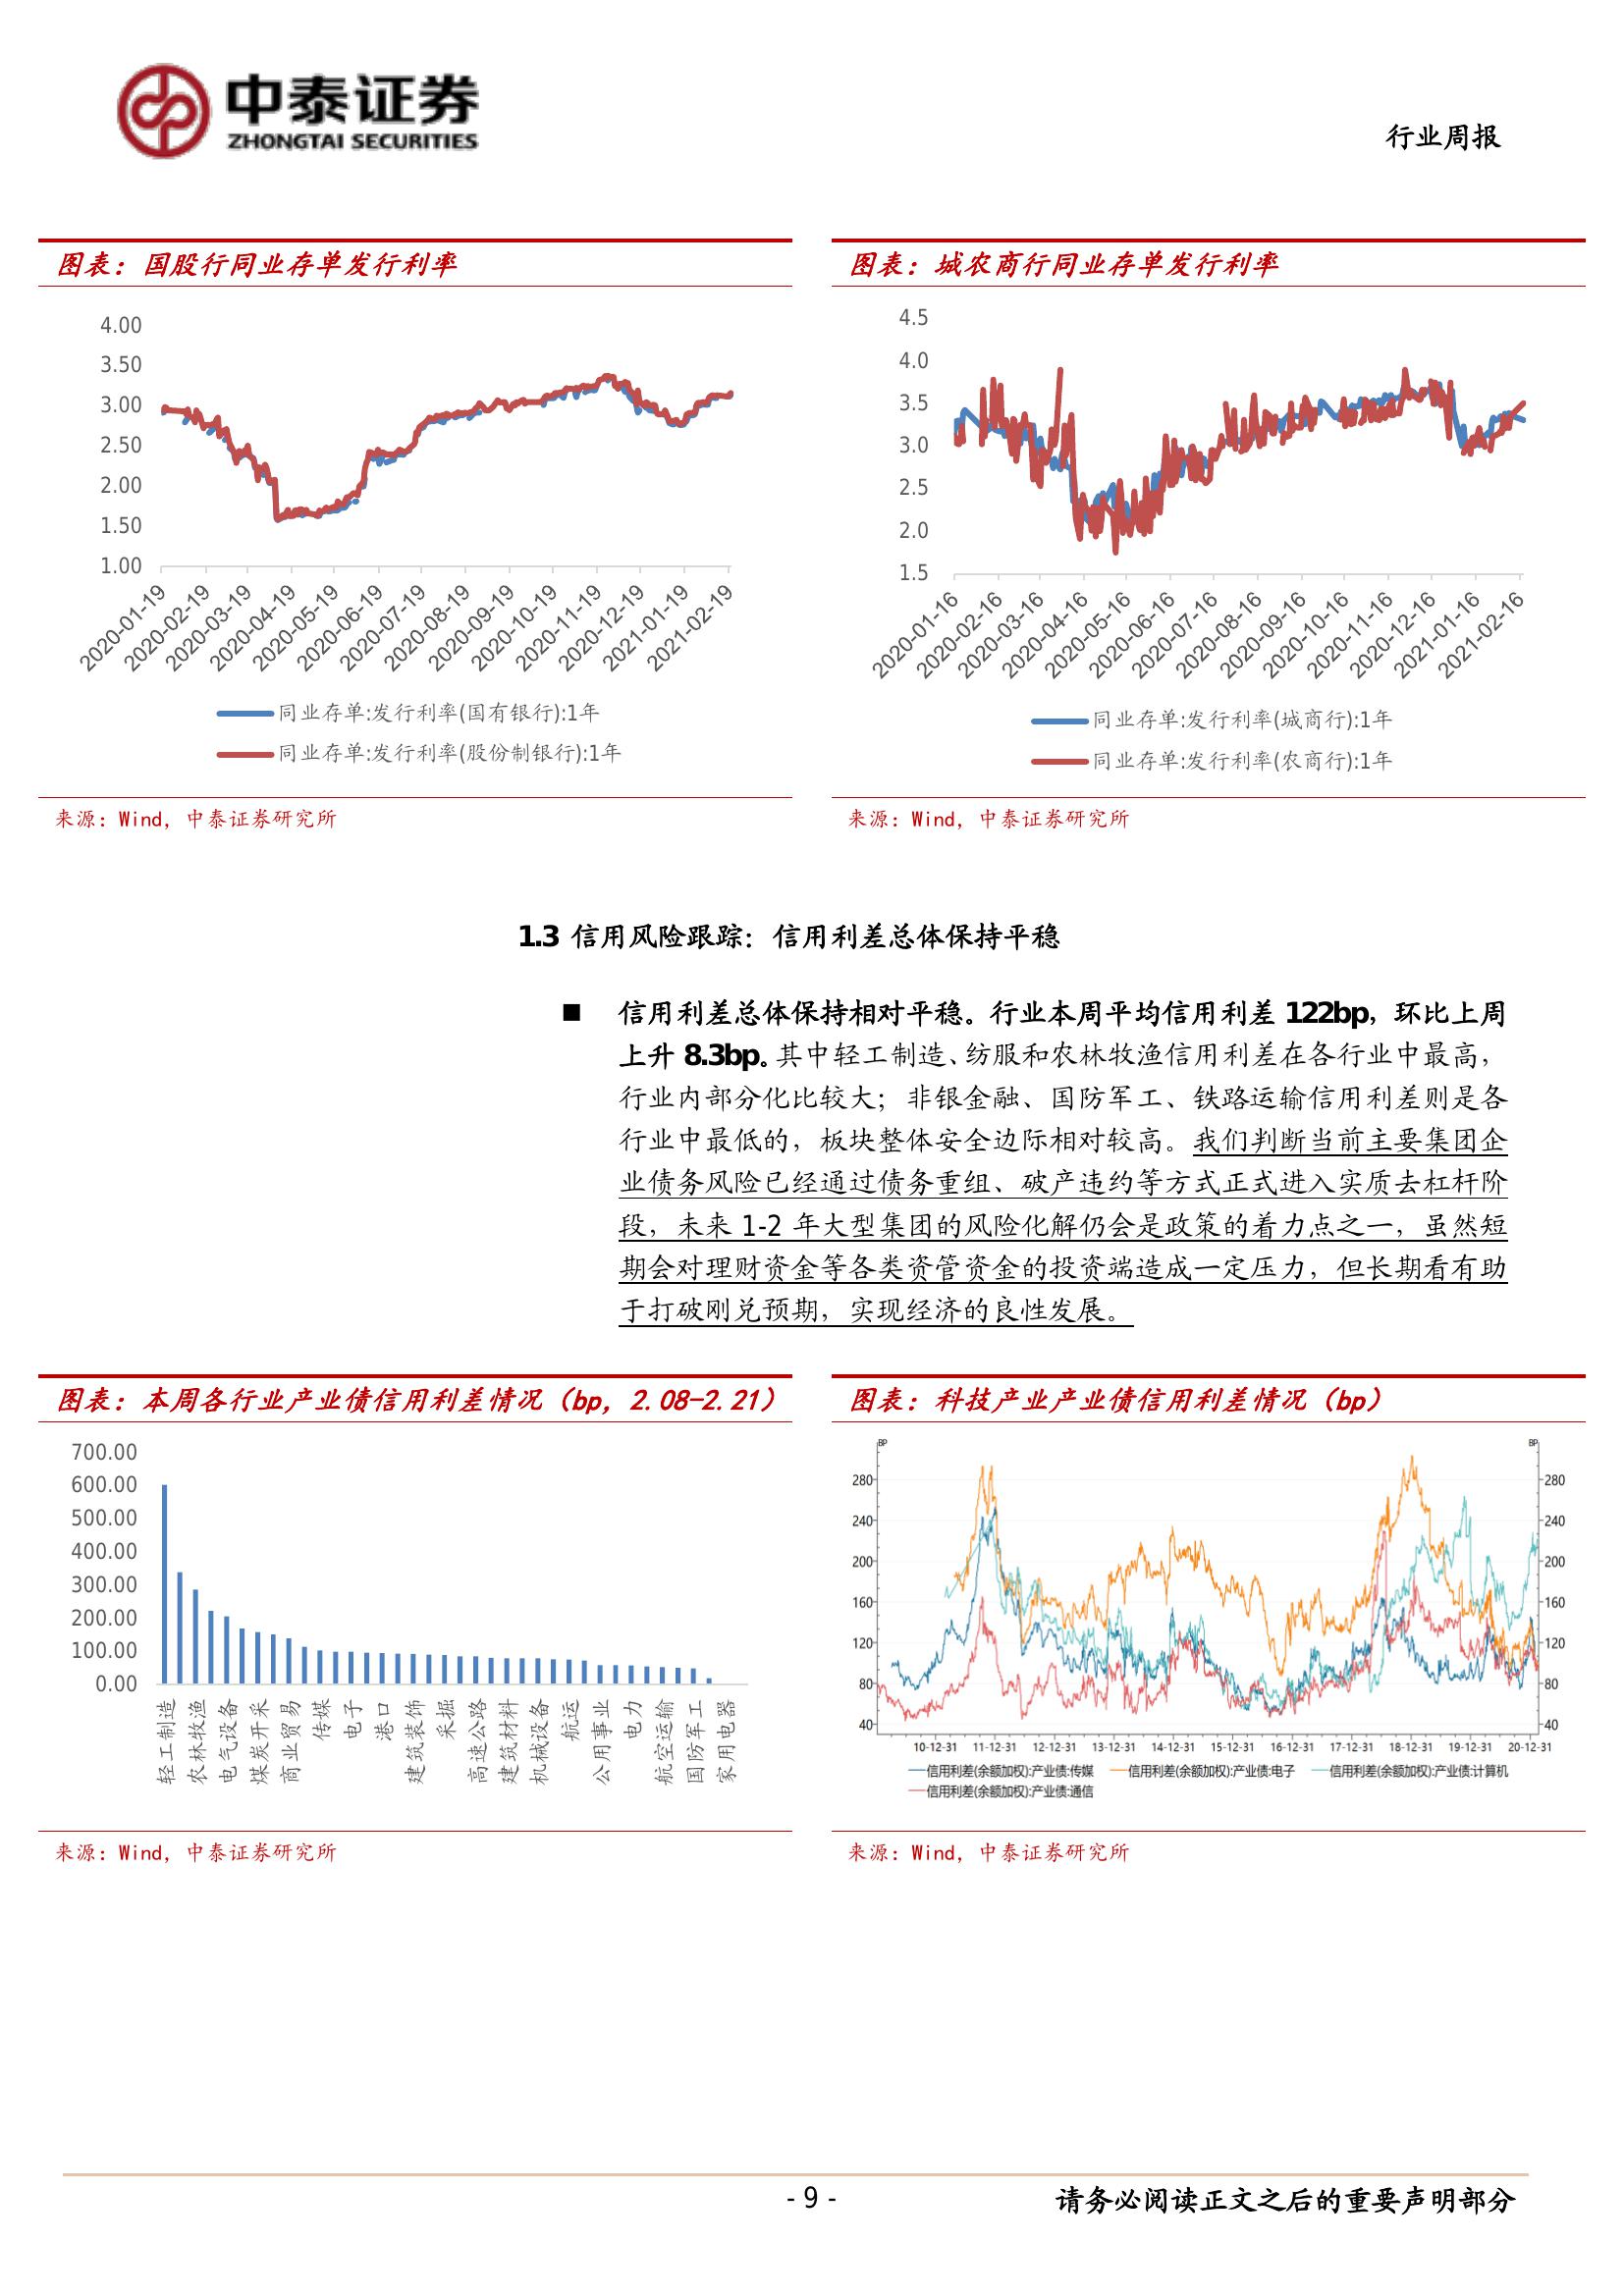 中泰证券
ZHONGTAI SECURITIES
行业周报
图表：国股行同业存单发行利率
4.00
3.50
3.00
2.50
2.00
1.50
1.00
2020-01-19
2020-02-19
2020-03-19
2020-04-19
2020-05-19
2020-06-19
2020-07-19
2020-08-19
2020-09-19
2020-10-19
2020-11-19
2020-12-19
2021-01-19
2021-02-19
同业存单:发行利率(国有银行):1年
同业存单:发行利率(股份制银行):1年
来源：Wind，中泰证券研究所
图表：城农商行同业存单发行利率
4.5
4.0
3.5
3.0
2.5
2.0
1.5
2020-01-16
2020-02-16
2020-03-16
2020-04-16
2020-05-16
2020-06-16
2020-07-16
2020-08-16
2020-09-16
2020-10-16
2020-11-16
2020-12-16
2021-01-16
2021-02-16
同业存单:发行利率(城商行):1年
同业存单:发行利率(农商行):1年
来源：Wind，中泰证券研究所
1.3 信用风险跟踪：信用利差总体保持平稳
■ 信用利差总体保持相对平稳。行业本周平均信用利差 122bp，环比上周
上升 8.3bp。其中轻工制造、纺服和农林牧渔信用利差在各行业中最高，
行业内部分化比较大；非银金融、国防军工、铁路运输信用利差则是各
行业中最低的，板块整体安全边际相对较高。我们判断当前主要集团企
业债务风险已经通过债务重组、破产违约等方式正式进入实质去杠杆阶
段，未来 1-2 年大型集团的风险化解仍会是政策的着力点之一，虽然短
期会对理财资金等各类资管资金的投资端造成一定压力，但长期看有助
于打破刚兑预期，实现经济的良性发展。
图表：本周各行业产业债信用利差情况（bp，2.08-2.21）
700.00
600.00
500.00
400.00
300.00
200.00
100.00
0.00
轻工制造
农林牧渔
电气设备
煤炭开采
商业贸易
传媒
电子
港口
建筑装饰
采掘
高速公路
建筑材料
机械设备
航运
公用事业
电力
航空运输
国防军工
家用电器
来源：Wind，中泰证券研究所
图表：科技产业产业债信用利差情况（bp）
BP
BP
280
240
200
160
120
80
40
280
240
200
160
120
80
40
10-12-31
11-12-31
12-12-31
13-12-31
14-12-31
15-12-31
16-12-31
17-12-31
18-12-31
19-12-31
20-12-31
信用利差(余额加权):产业债:传媒
信用利差(余额加权):产业债:电子
信用利差(余额加权):产业债:计算机
信用利差(余额加权):产业债:通信
来源：Wind，中泰证券研究所
- 9 -
请务必阅读正文之后的重要声明部分